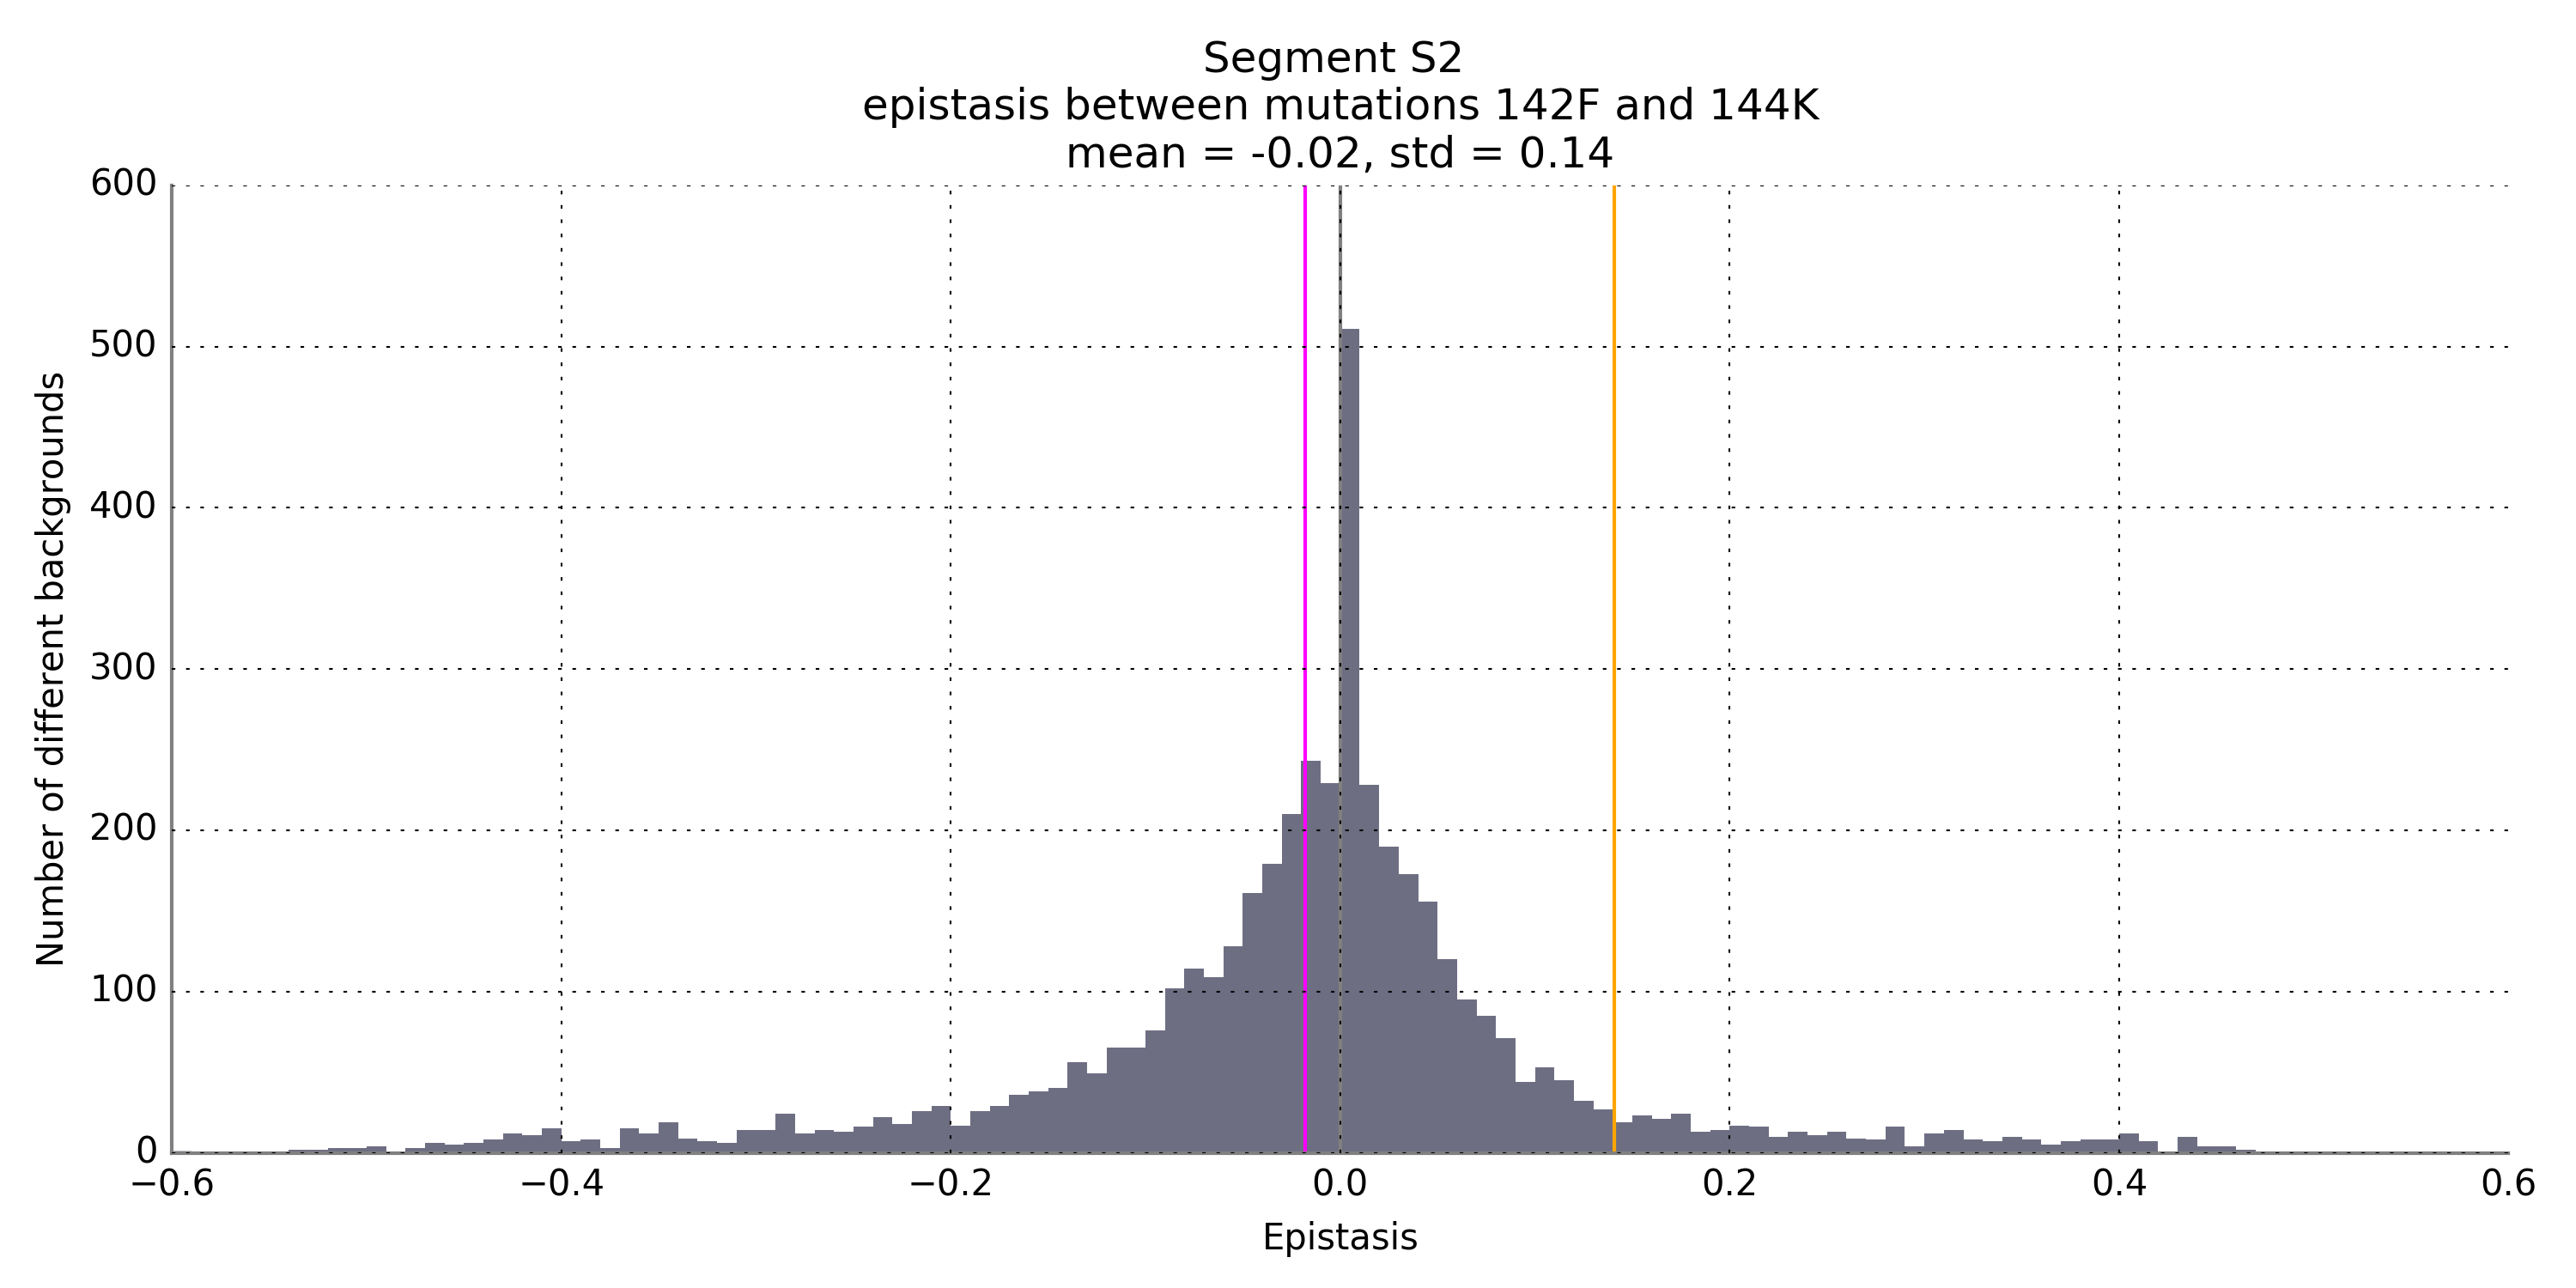 Segment S2
epistasis between mutations 142F and 144K
mean = -0.02, std = 0.14
600
500
400
300
200
100
0
Number of different backgrounds
−0.6 −0.4 −0.2 0.0 0.2 0.4 0.6
Epistasis